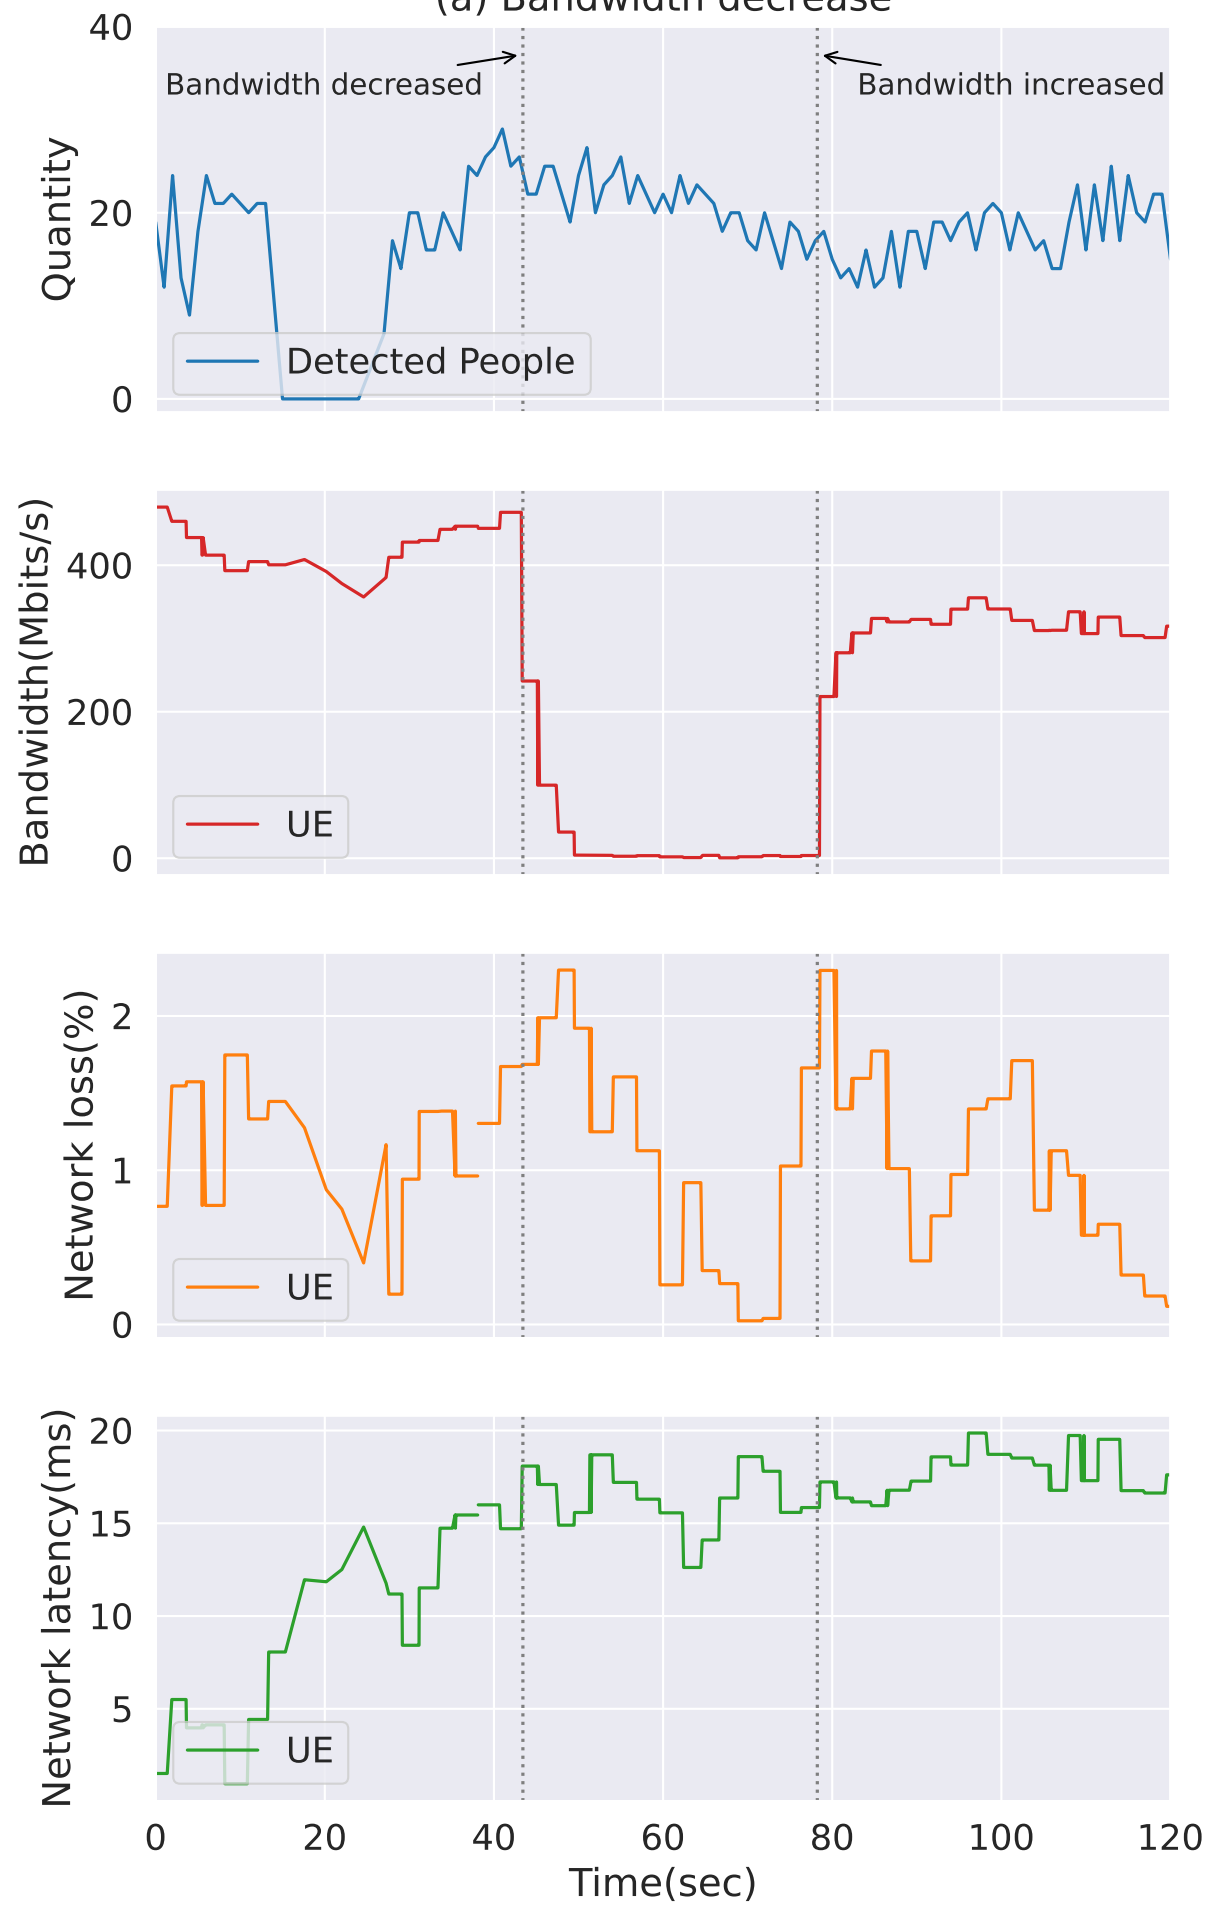 (a) Bandwidth decrease
40
Bandwidth decreased
Bandwidth increased
Quantity
20
Detected People
0
Bandwidth(Mbits/s)
400
200
UE
0
Network loss(%)
2
1
UE
0
Network latency(ms)
20
15
10
5
UE
0 20 40 60 80 100 120
Time(sec)